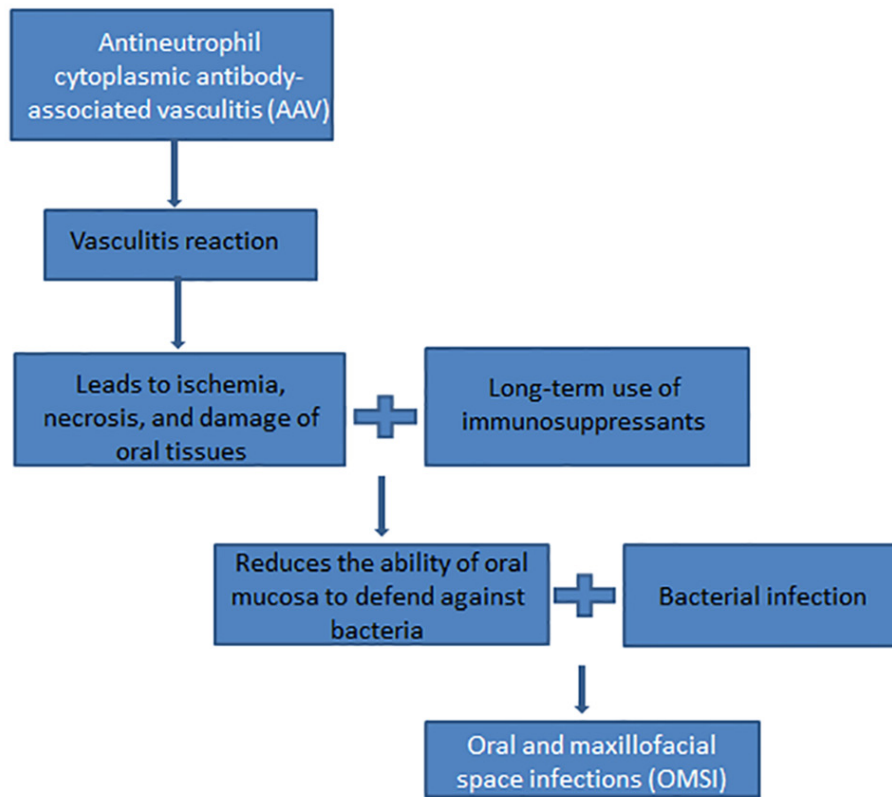 Antineutrophil
cytoplasmic antibody-
associated vasculitis (AAV)
Vasculitis reaction
Leads to ischemia,
necrosis, and damage of
oral tissues
Long-term use of
immunosuppressants
Reduces the ability of oral
mucosa to defend against
bacteria
Bacterial infection
Oral and maxillofacial
space infections (OMSI)